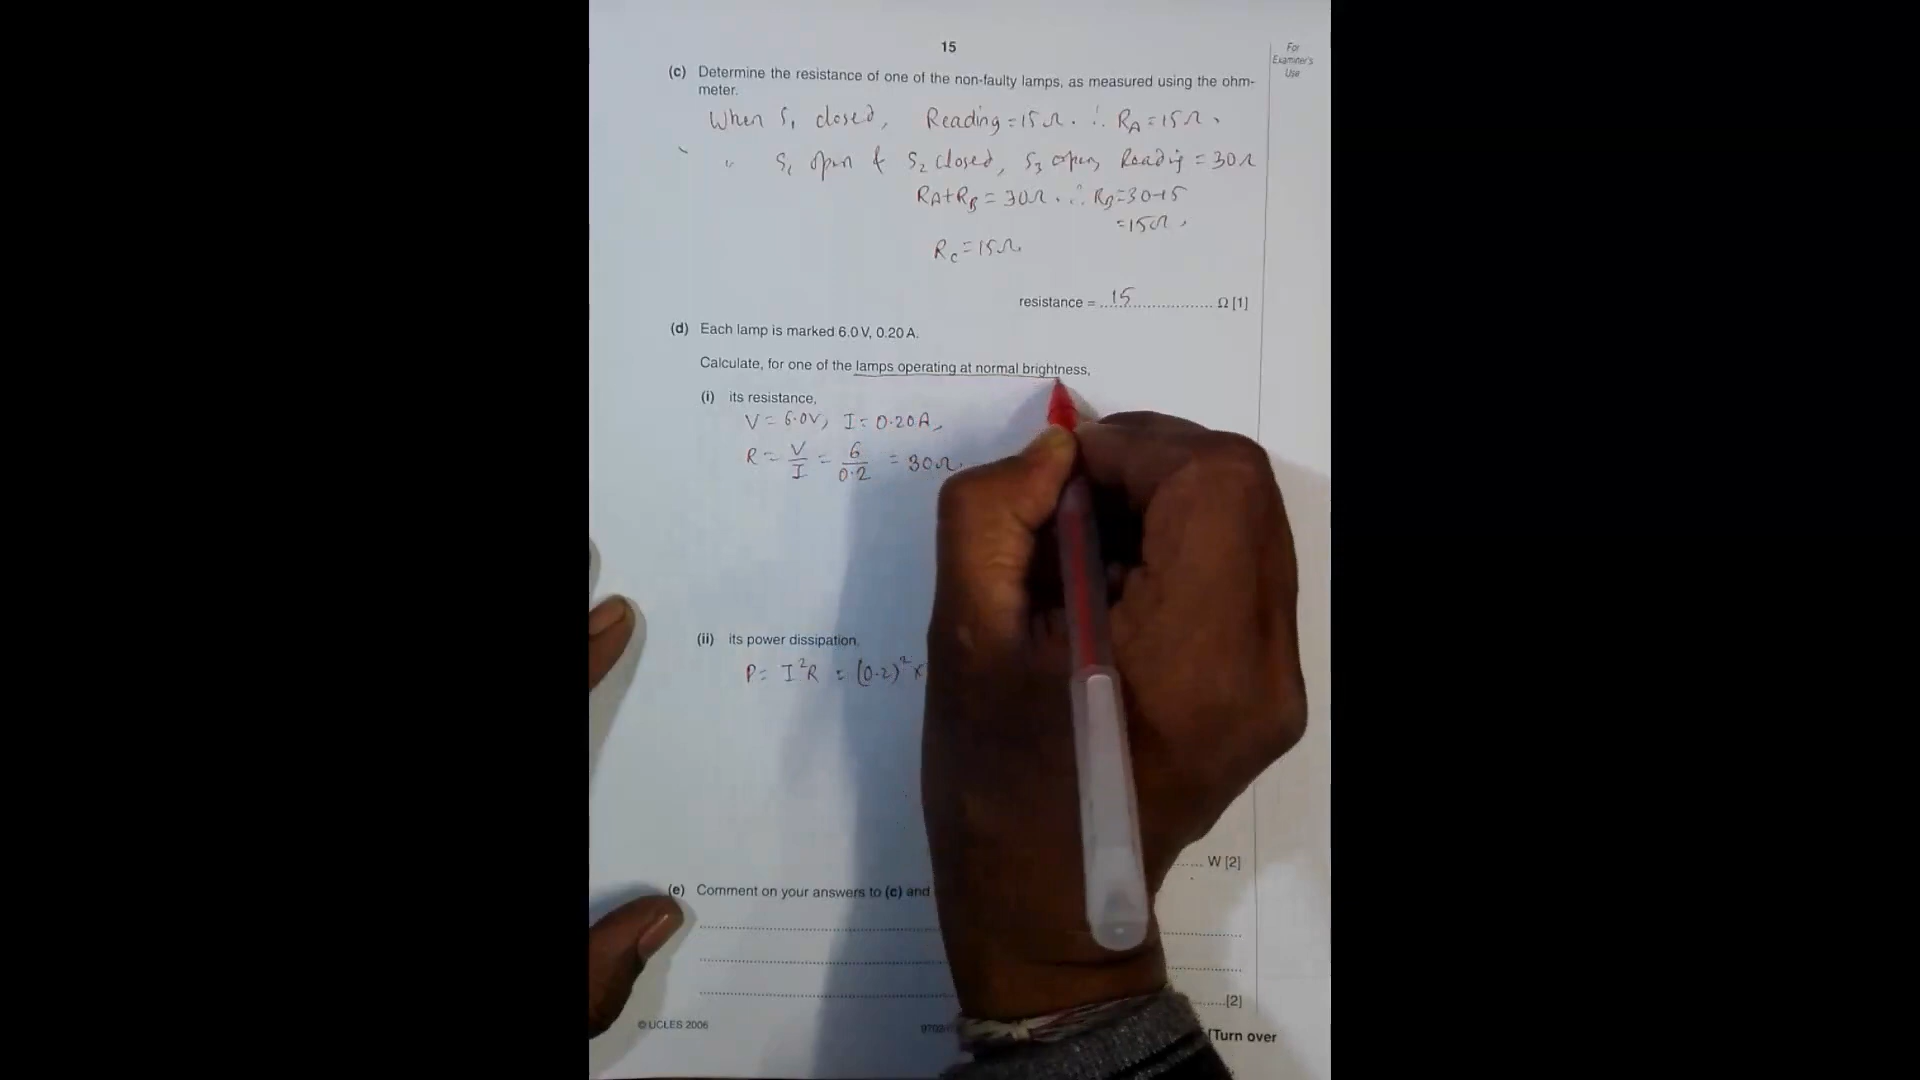 15
For
Examiner's
Use
(c) Determine the resistance of one of the non-faulty lamps, as measured using the ohm-
meter.
When S1 closed, Reading = 15Ω. ∴ RA = 15Ω.
" S1 open & S2 closed, S3 open, Reading = 30Ω
RA+RB = 30Ω. ∴ RB = 30-15
= 15Ω.
RC = 15Ω.
resistance = ...15........................ Ω [1]
(d) Each lamp is marked 6.0 V, 0.20 A.
Calculate, for one of the lamps operating at normal brightness,
(i) its resistance,
V = 6.0V, I = 0.20A,
R = V/I = 6/0.2 = 30Ω.
(ii) its power dissipation.
P = I²R = (0.2)² ×
W [2]
(e) Comment on your answers to (c) and
[2]
© UCLES 2006
[Turn over